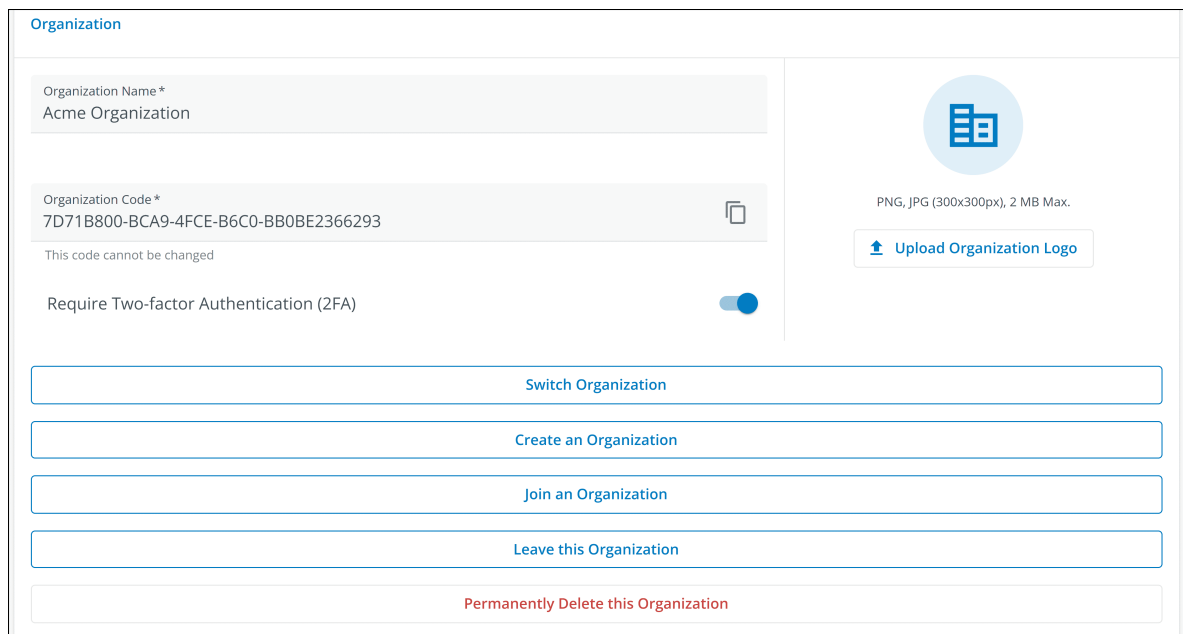 Organization
Organization Name *
Acme Organization
Organization Code *
7D71B800-BCA9-4FCE-B6C0-BB0BE2366293
This code cannot be changed
Require Two-factor Authentication (2FA)
PNG, JPG (300x300px), 2 MB Max.
Upload Organization Logo
Switch Organization
Create an Organization
Join an Organization
Leave this Organization
Permanently Delete this Organization